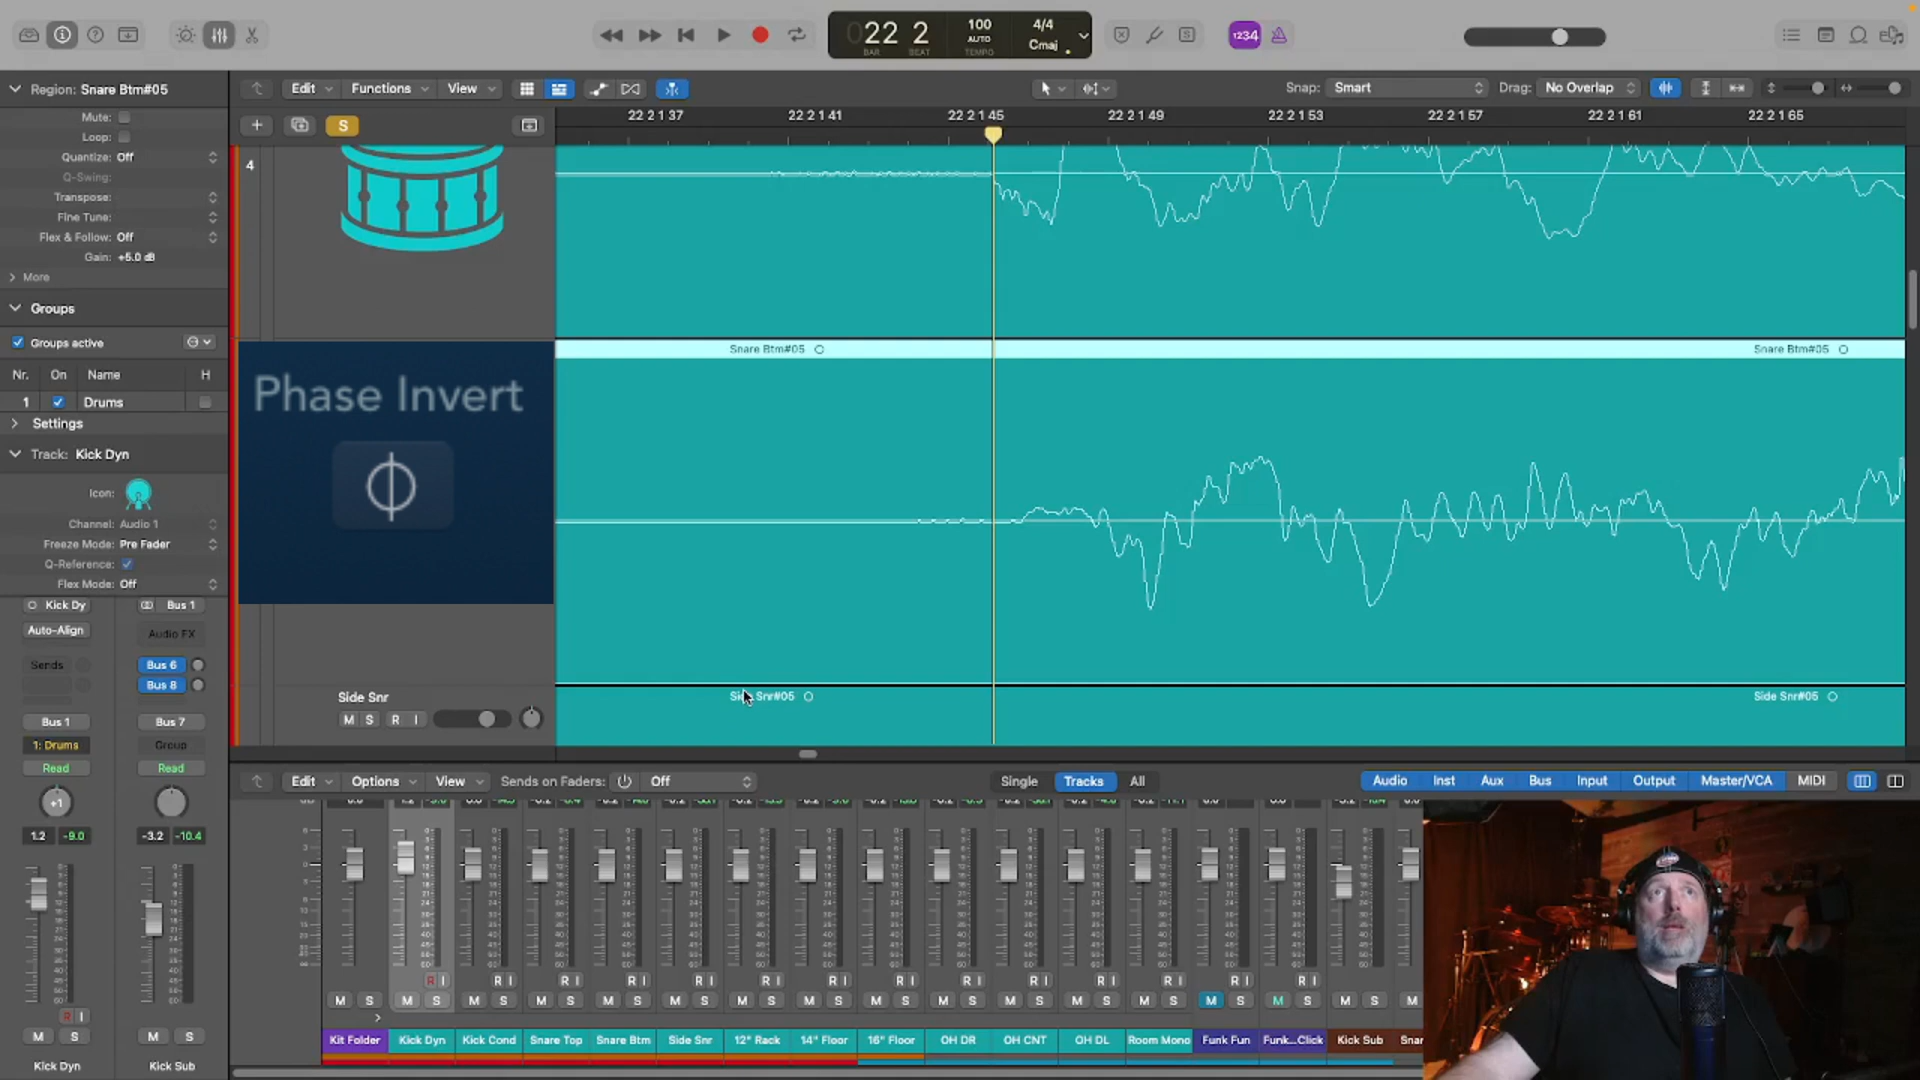 22 2
BAR BEAT
100
AUTO
TEMPO
4/4
Cmaj
1234
Region: Snare Btm#05
Edit Functions View
Snap: Smart Drag: No Overlap
Mute:
Loop:
Quantize: Off
Q-Swing:
Transpose:
Fine Tune:
Flex & Follow: Off
Gain: +5.0 dB
More
Groups
Groups active
Nr. On Name H
1 Drums
Settings
Track: Kick Dyn
Icon:
Channel: Audio 1
Freeze Mode: Pre Fader
Q-Reference:
Flex Mode: Off
S
22 2 1 37 22 2 1 41 22 2 1 45 22 2 1 49 22 2 1 53 22 2 1 57 22 2 1 61 22 2 1 65
4
Snare Btm#05 Snare Btm#05
Phase Invert
Side Snr
M S R I
Side Snr#05 Side Snr#05
Kick Dy Bus 1
Auto-Align Audio FX
Sends Bus 6
Bus 8
Bus 1 Bus 7
1: Drums Group
Read Read
+1
1.2 -9.0 -3.2 -10.4
R I
M S M S
Kick Dyn Kick Sub
Edit Options View Sends on Faders: Off
Single Tracks All
Audio Inst Aux Bus Input Output Master/VCA MIDI
R I R I R I R I R I R I R I R I R I R I R I R I R I R I
M S M S M S M S M S M S M S M S M S M S M S M S M S M S M S M S M
Kit Folder Kick Dyn Kick Cond Snare Top Snare Btm Side Snr 12" Rack 14" Floor 16" Floor OH DR OH CNT OH DL Room Mono Funk Fun Funk...Click Kick Sub Snar